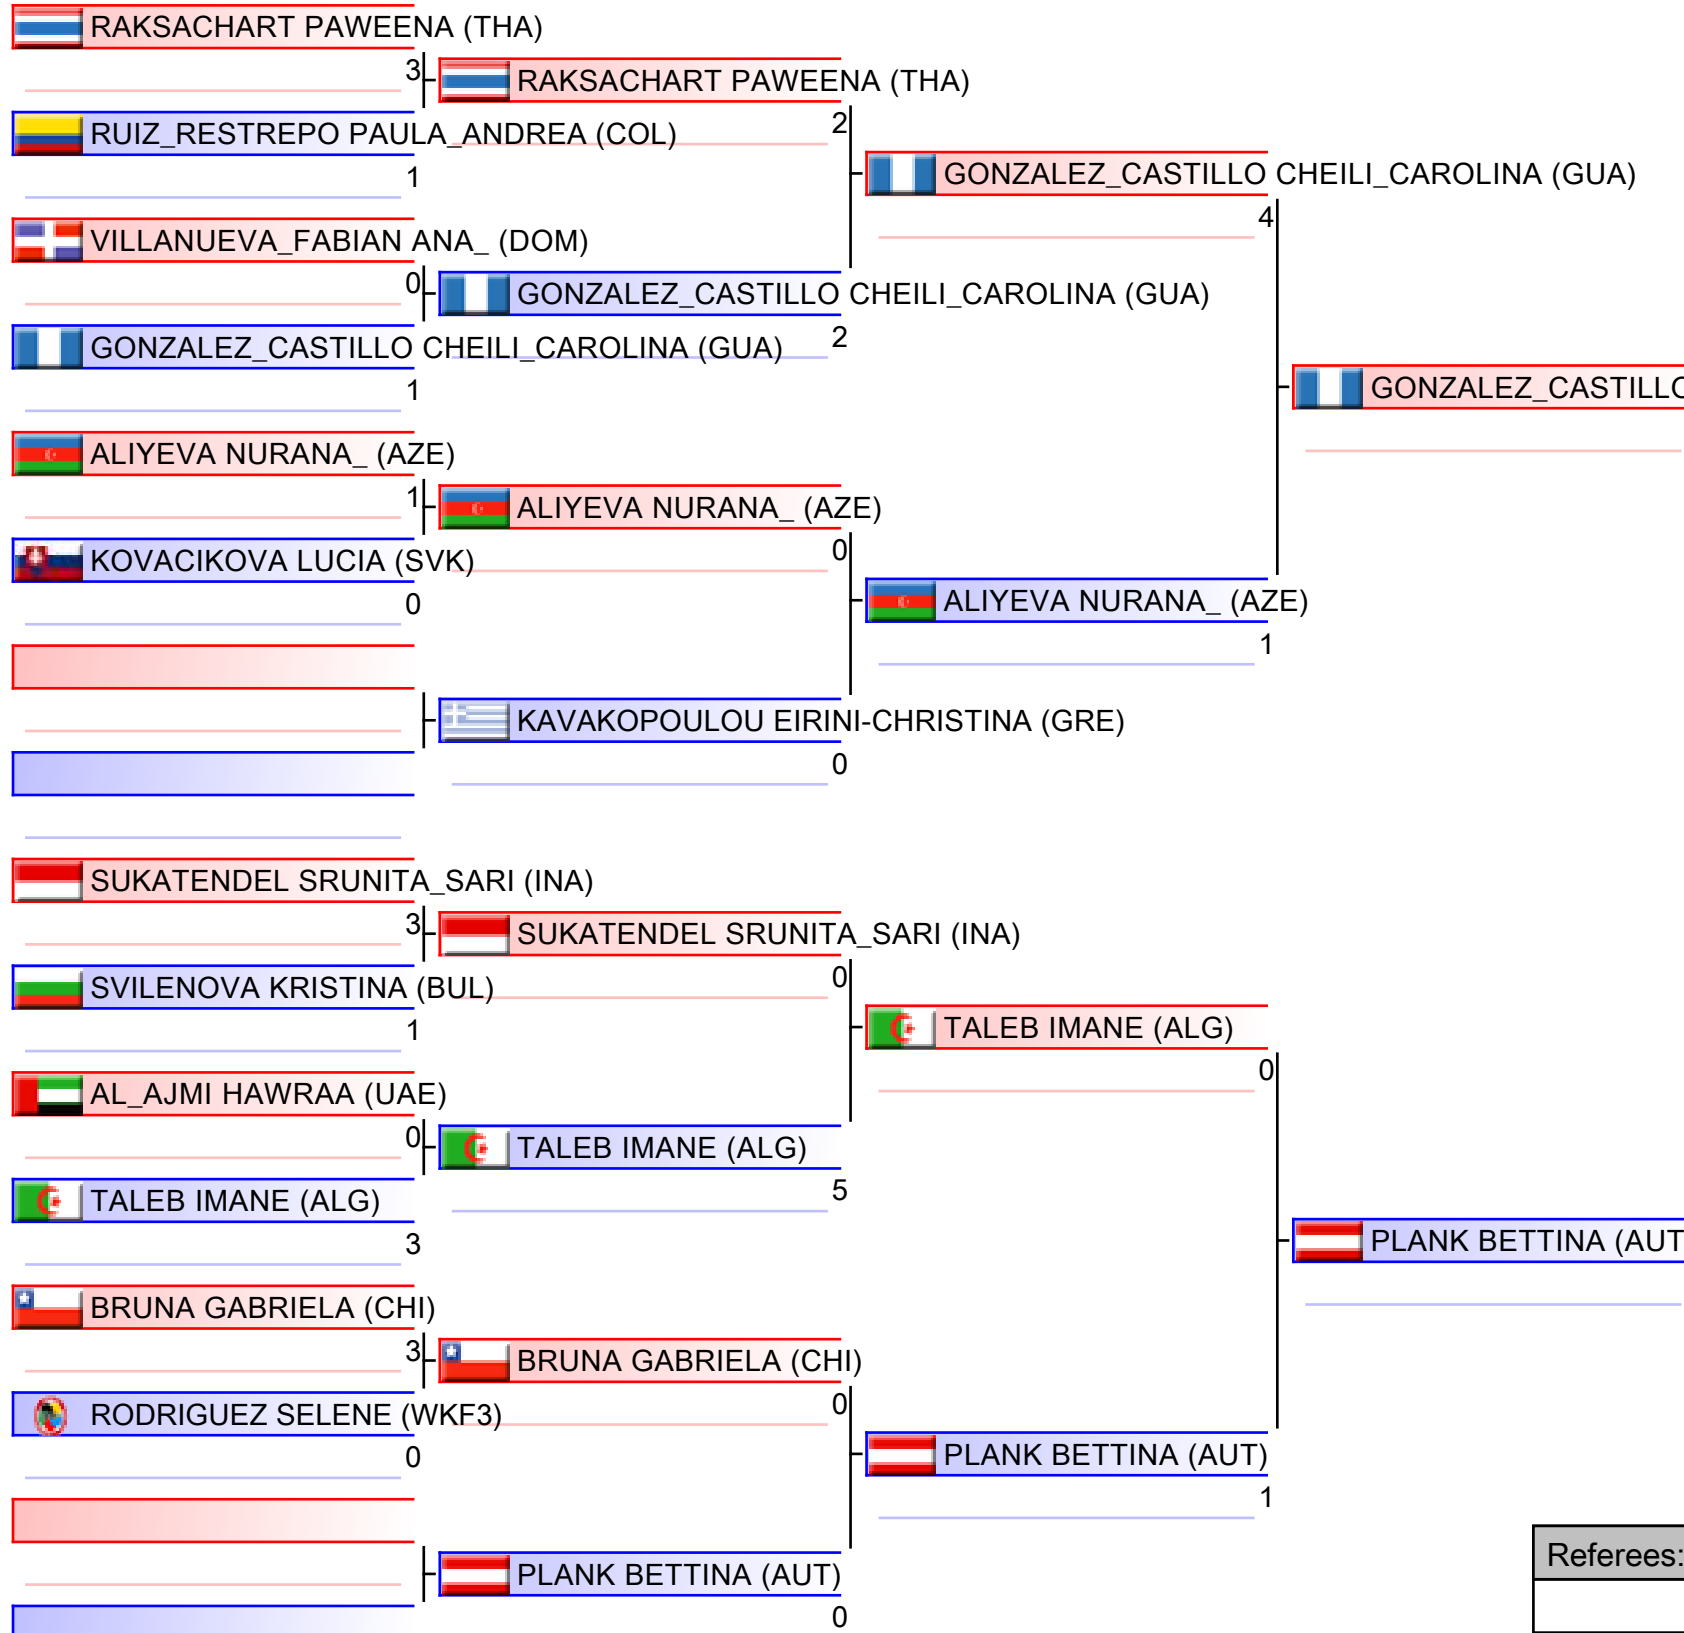 RAKSACHART PAWEENA (THA)
3
RAKSACHART PAWEENA (THA)
2
RUIZ_RESTREPO PAULA_ANDREA (COL)
1
GONZALEZ_CASTILLO CHEILI_CAROLINA (GUA)
4
VILLANUEVA_FABIAN ANA_ (DOM)
0
GONZALEZ_CASTILLO CHEILI_CAROLINA (GUA)
2
GONZALEZ_CASTILLO CHEILI_CAROLINA (GUA)
1
GONZALEZ_CASTILLO
ALIYEVA NURANA_ (AZE)
1
ALIYEVA NURANA_ (AZE)
0
KOVACIKOVA LUCIA (SVK)
0
ALIYEVA NURANA_ (AZE)
1
KAVAKOPOULOU EIRINI-CHRISTINA (GRE)
0
SUKATENDEL SRUNITA_SARI (INA)
3
SUKATENDEL SRUNITA_SARI (INA)
0
SVILENOVA KRISTINA (BUL)
1
TALEB IMANE (ALG)
0
AL_AJMI HAWRAA (UAE)
0
TALEB IMANE (ALG)
5
TALEB IMANE (ALG)
3
PLANK BETTINA (AUT
BRUNA GABRIELA (CHI)
3
BRUNA GABRIELA (CHI)
0
RODRIGUEZ SELENE (WKF3)
0
PLANK BETTINA (AUT)
1
PLANK BETTINA (AUT)
0
Referees: